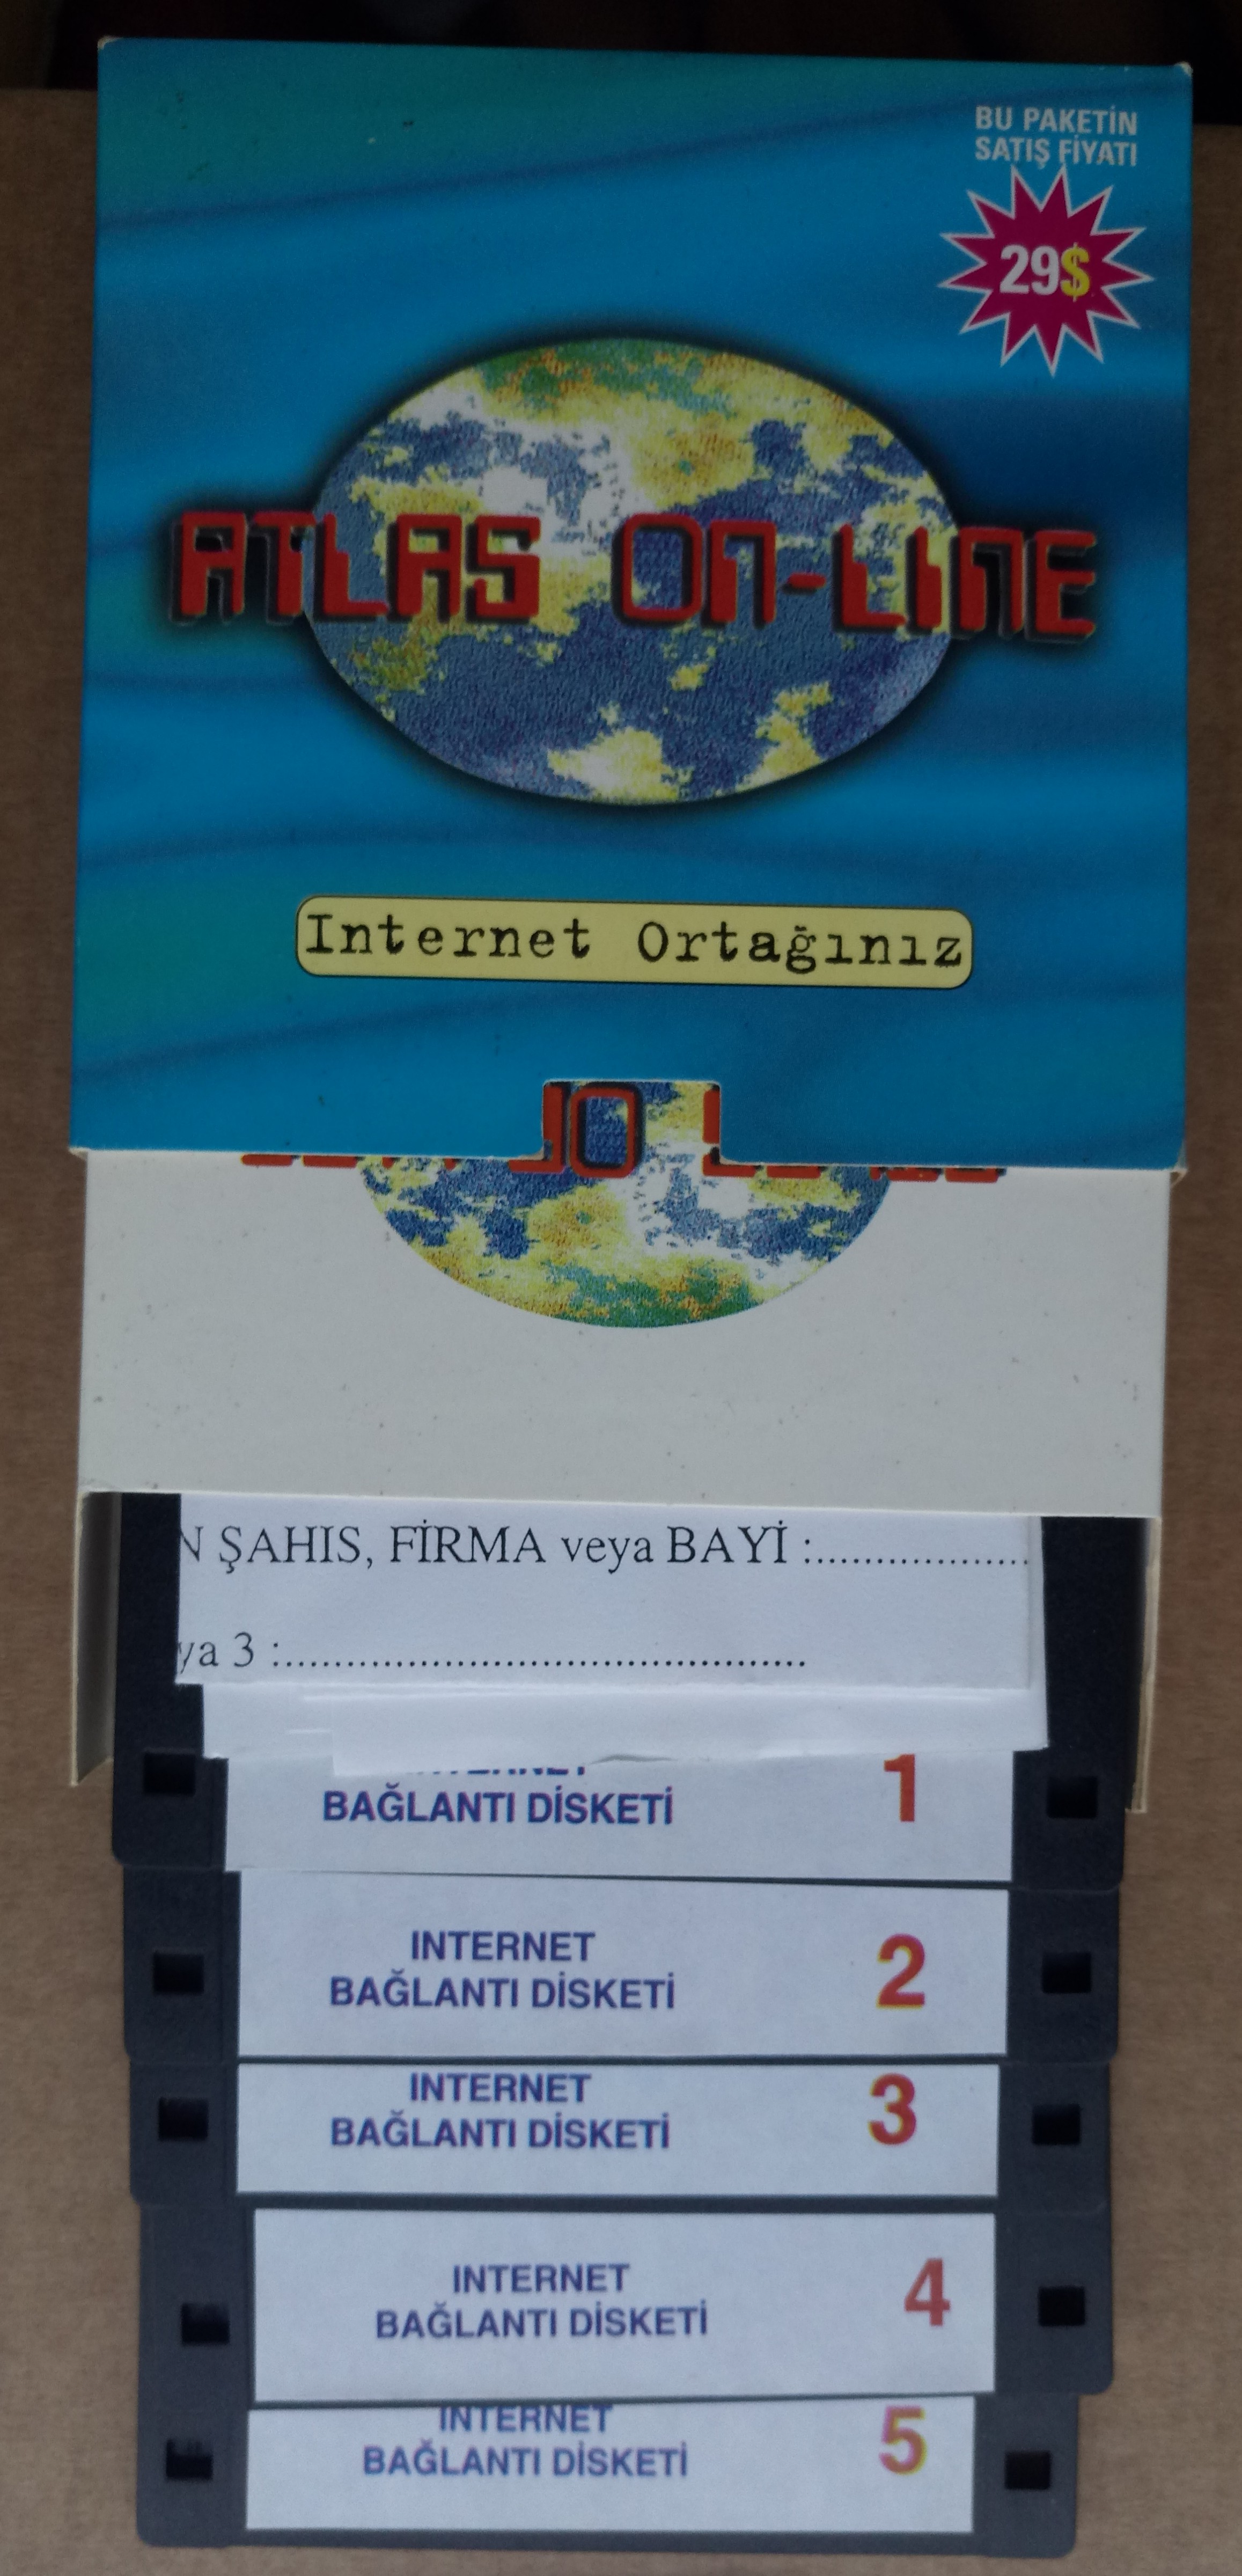 BU PAKETİN
SATIŞ FİYATI
29$
ATLAS ON-LINE
Internet Ortağınız
ŞAHIS, FİRMA veya BAYİ :....................
3 :.............................................
INTERNET
BAĞLANTI DİSKETİ
1
INTERNET
BAĞLANTI DİSKETİ
2
INTERNET
BAĞLANTI DİSKETİ
3
INTERNET
BAĞLANTI DİSKETİ
4
INTERNET
BAĞLANTI DİSKETİ
5